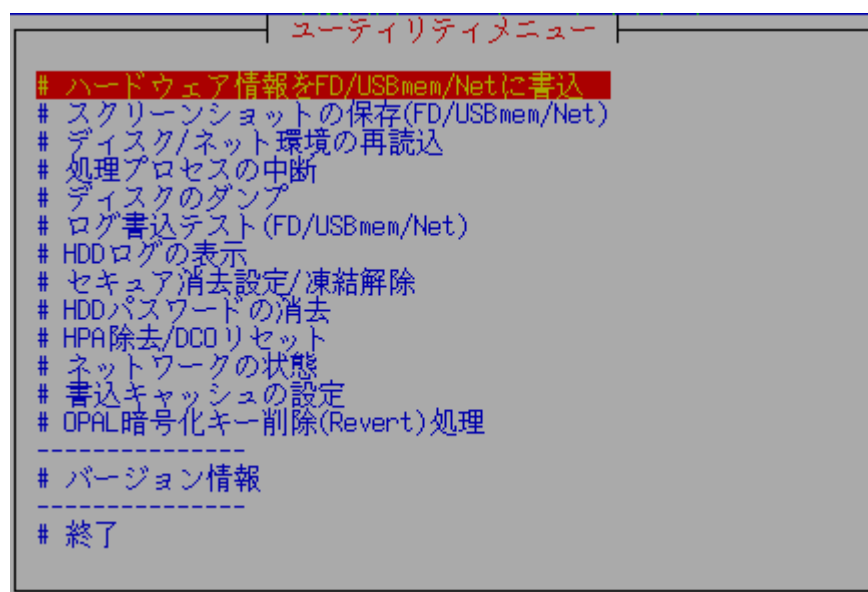 ユーティリティメニュー
# ハードウェア情報をFD/USBmem/Netに書込
# スクリーンショットの保存(FD/USBmem/Net)
# ディスク/ネット環境の再読込
# 処理プロセスの中断
# ディスクのダンプ
# ログ書込テスト(FD/USBmem/Net)
# HDDログの表示
# セキュア消去設定/凍結解除
# HDDパスワードの消去
# HPA除去/DCOリセット
# ネットワークの状態
# 書込キャッシュの設定
# OPAL暗号化キー削除(Revert)処理
---------------
# バージョン情報
---------------
# 終了